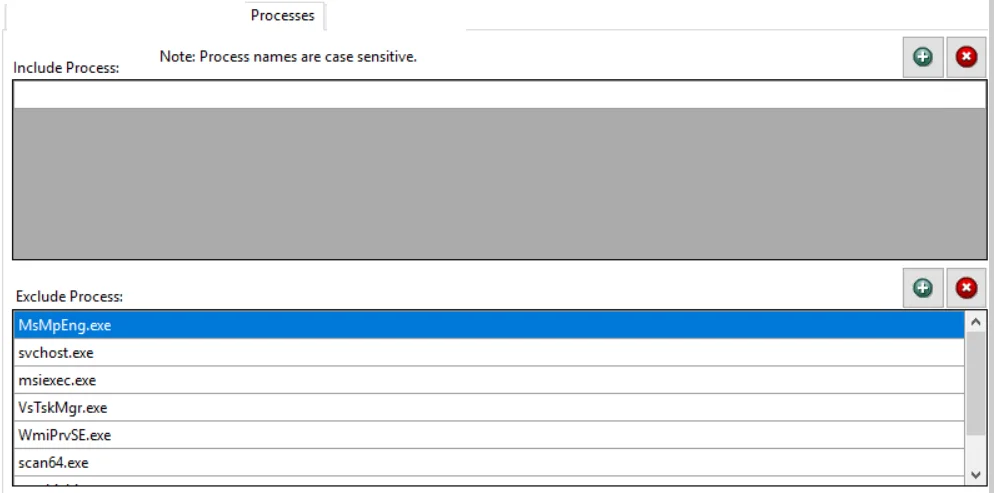 Processes
Note: Process names are case sensitive.
Include Process:
Exclude Process:
MsMpEng.exe
svchost.exe
msiexec.exe
VsTskMgr.exe
WmiPrvSE.exe
scan64.exe